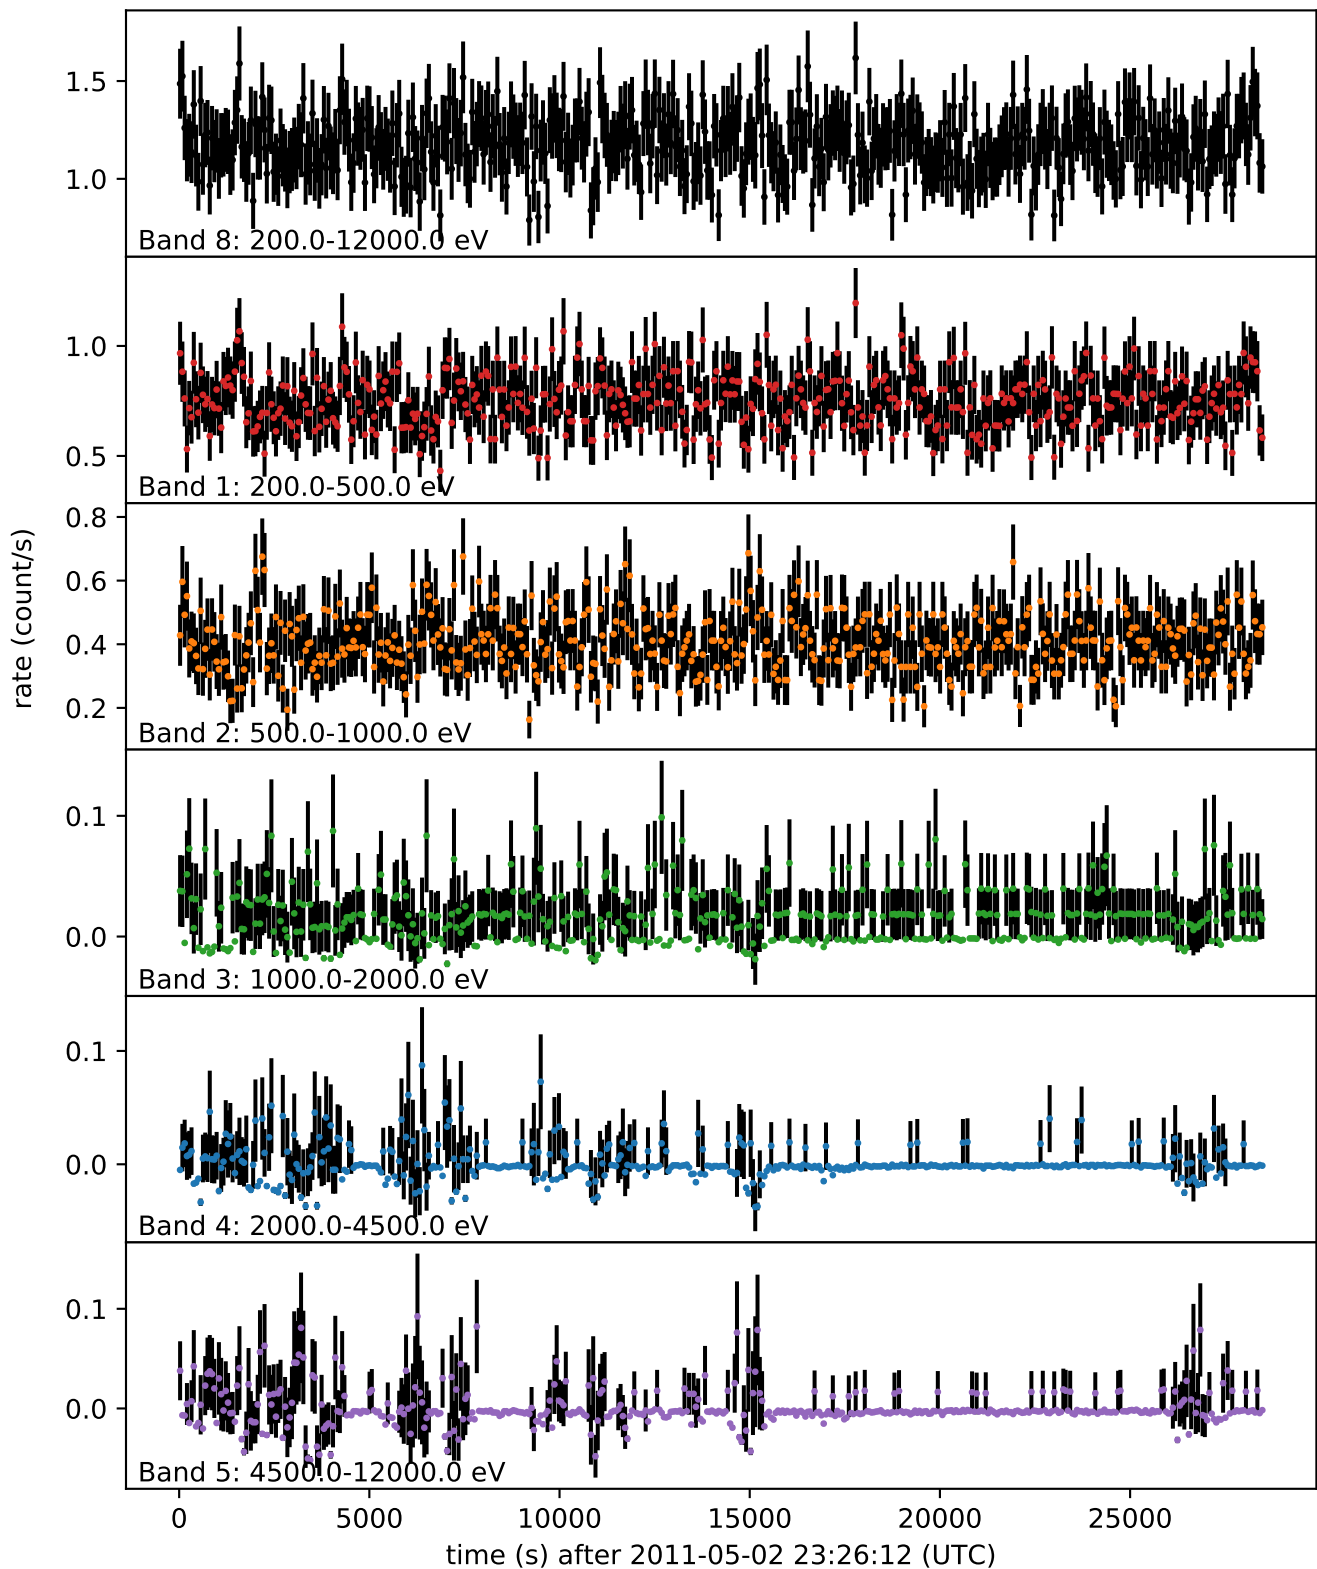 1.5
1.0
Band 8: 200.0-12000.0 eV
1.0
0.5
Band 1: 200.0-500.0 eV
rate (count/s)
0.8
0.6
0.4
0.2
Band 2: 500.0-1000.0 eV
0.1
0.0
Band 3: 1000.0-2000.0 eV
0.1
0.0
Band 4: 2000.0-4500.0 eV
0.1
0.0
Band 5: 4500.0-12000.0 eV
0 5000 10000 15000 20000 25000
time (s) after 2011-05-02 23:26:12 (UTC)